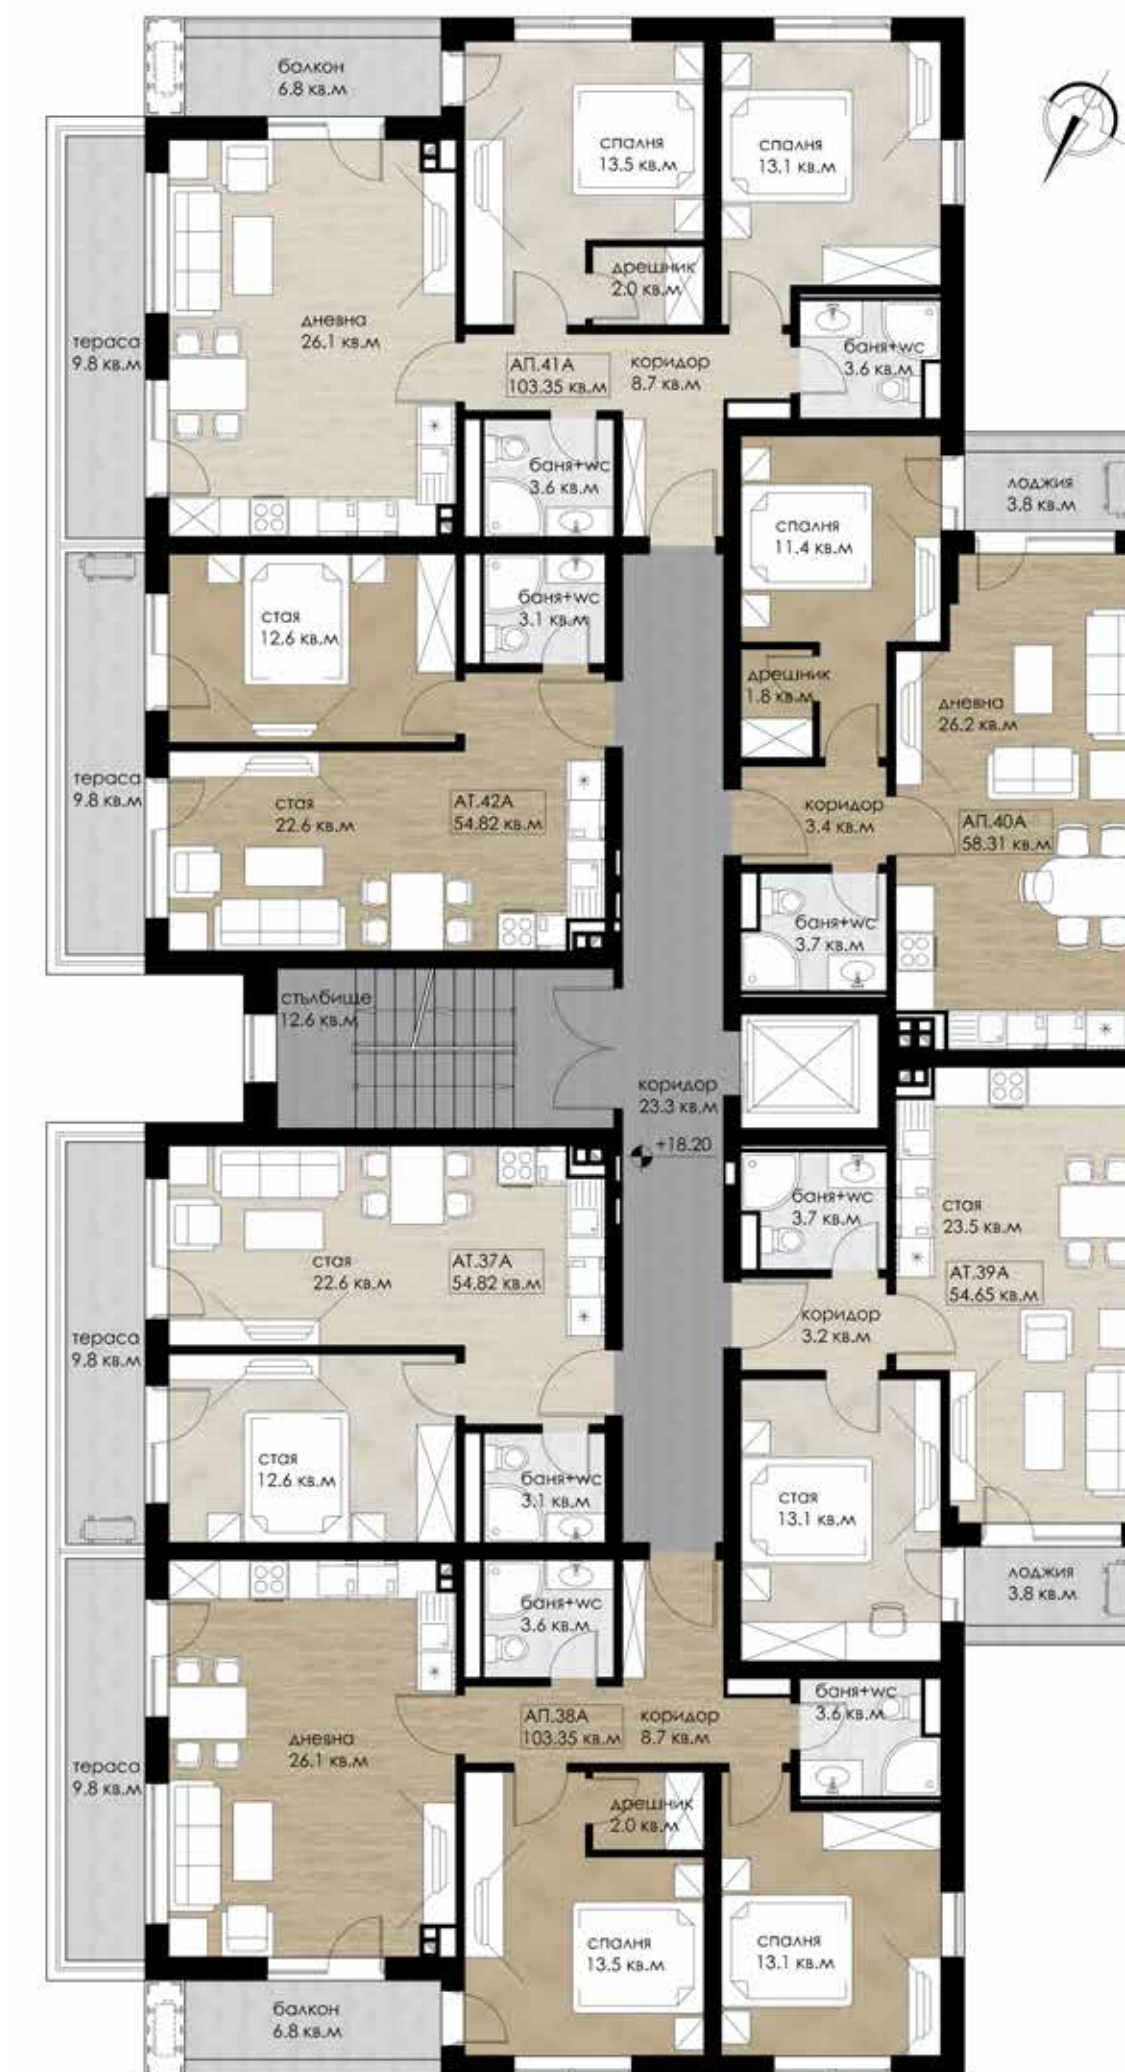 балкон
6.8 кв.м
спалня
13.5 кв.м
спалня
13.1 кв.м
дрешник
2.0 кв.м
тераса
9.8 кв.м
дневна
26.1 кв.м
АП.41А
103.35 кв.м
коридор
8.7 кв.м
баня+wc
3.6 кв.м
баня+wc
3.6 кв.м
лоджия
3.8 кв.м
спалня
11.4 кв.м
баня+wc
3.1 кв.м
стая
12.6 кв.м
дрешник
1.8 кв.м
дневна
26.2 кв.м
тераса
9.8 кв.м
стая
22.6 кв.м
АТ.42А
54.82 кв.м
коридор
3.4 кв.м
АП.40А
58.31 кв.м
баня+wc
3.7 кв.м
стълбище
12.6 кв.м
коридор
23.3 кв.м
+18.20
баня+wc
3.7 кв.м
стая
23.5 кв.м
АТ.39А
54.65 кв.м
стая
22.6 кв.м
АТ.37А
54.82 кв.м
коридор
3.2 кв.м
тераса
9.8 кв.м
стая
12.6 кв.м
баня+wc
3.1 кв.м
стая
13.1 кв.м
лоджия
3.8 кв.м
баня+wc
3.6 кв.м
баня+wc
3.6 кв.м
АП.38А
103.35 кв.м
коридор
8.7 кв.м
дневна
26.1 кв.м
тераса
9.8 кв.м
дрешник
2.0 кв.м
спалня
13.5 кв.м
спалня
13.1 кв.м
балкон
6.8 кв.м